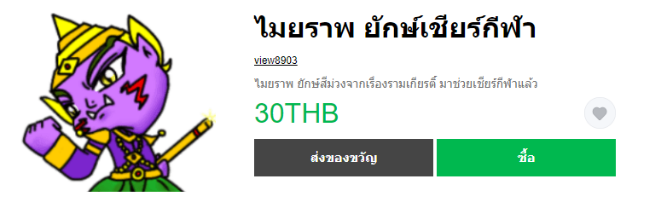 ไมยราพ ยักษ์เชียร์กีฬา
view8903
ไมยราพ ยักษ์สีม่วงจากเรื่องรามเกียรติ์ มาช่วยเชียร์กีฬาแล้ว
30THB
ส่งของขวัญ
ซื้อ